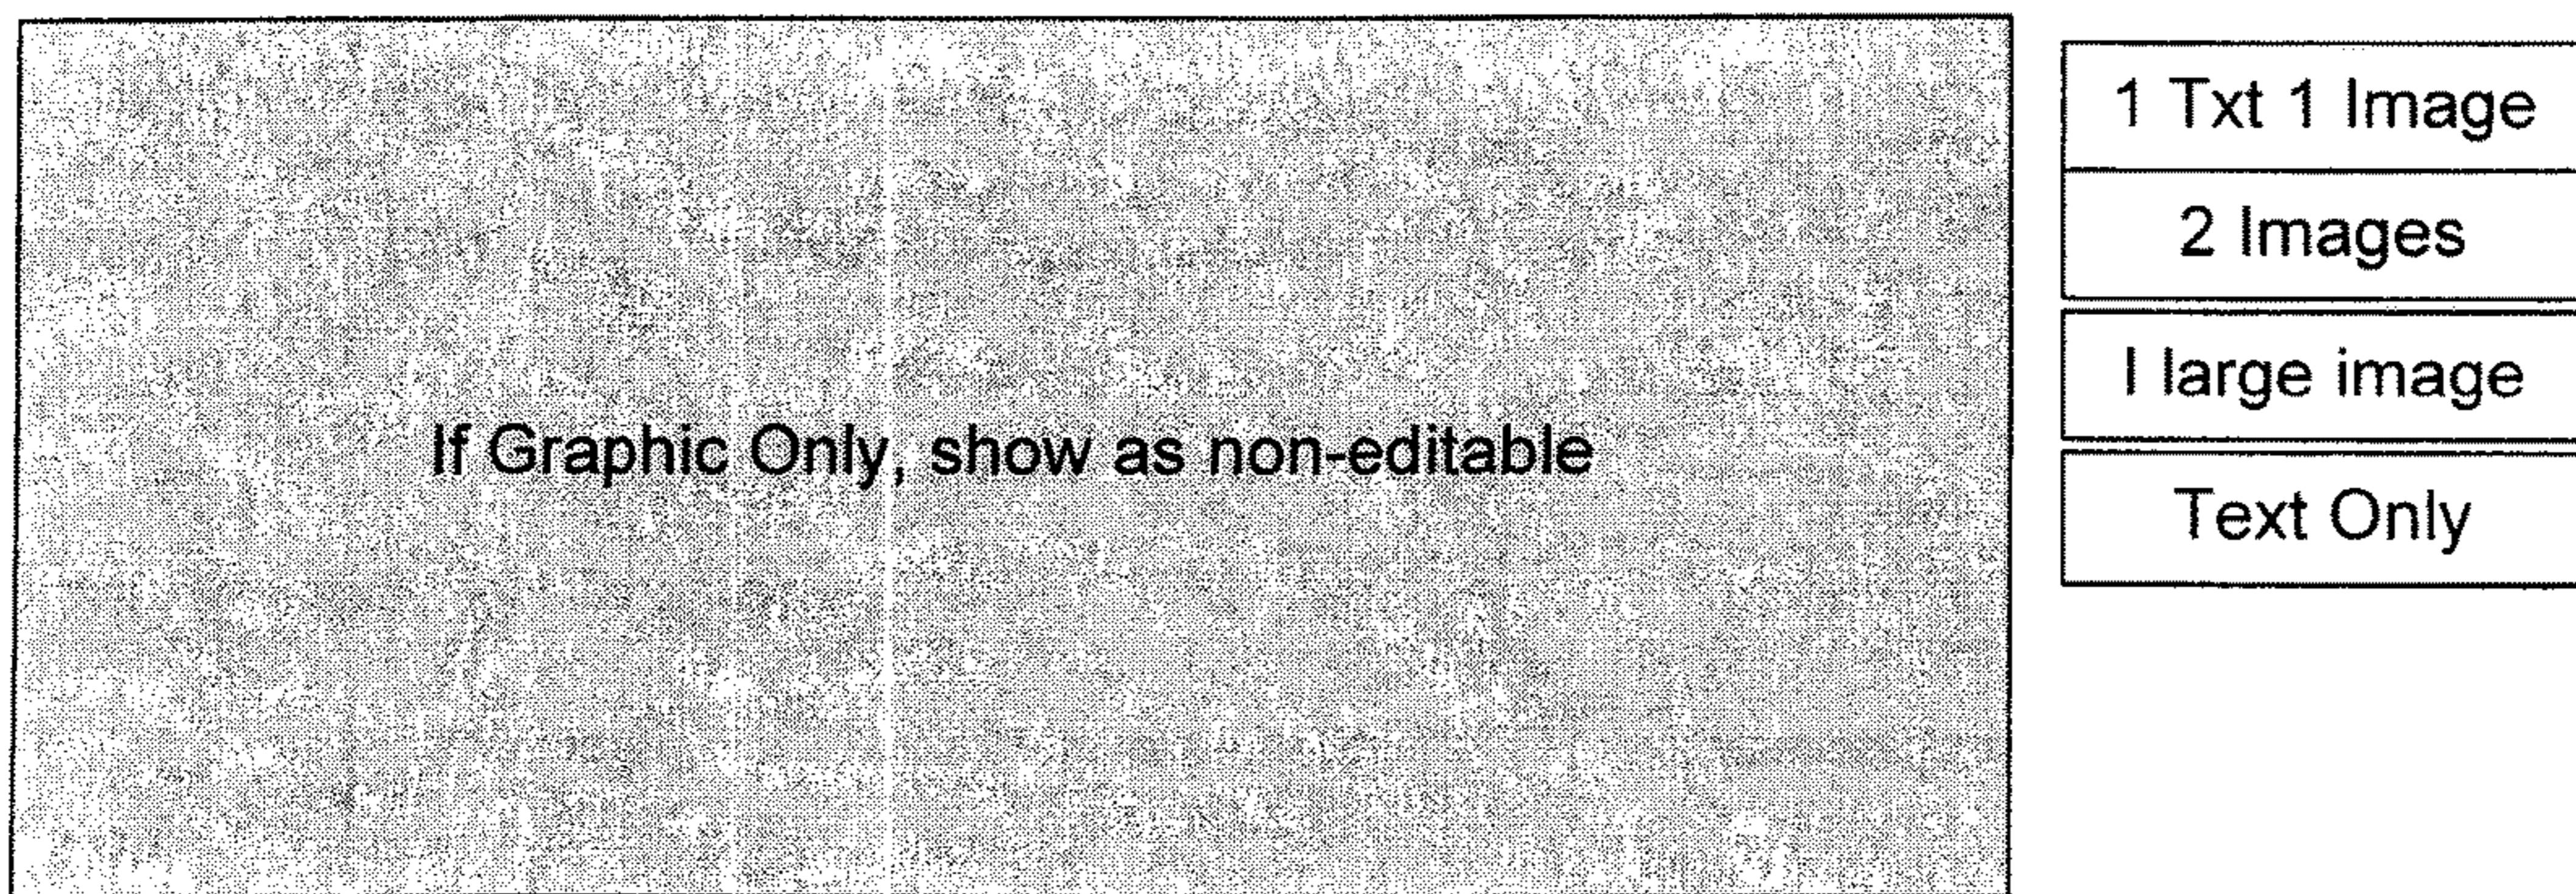 If Graphic Only, show as non-editable
1 Txt 1 Image
2 Images
I large image
Text Only